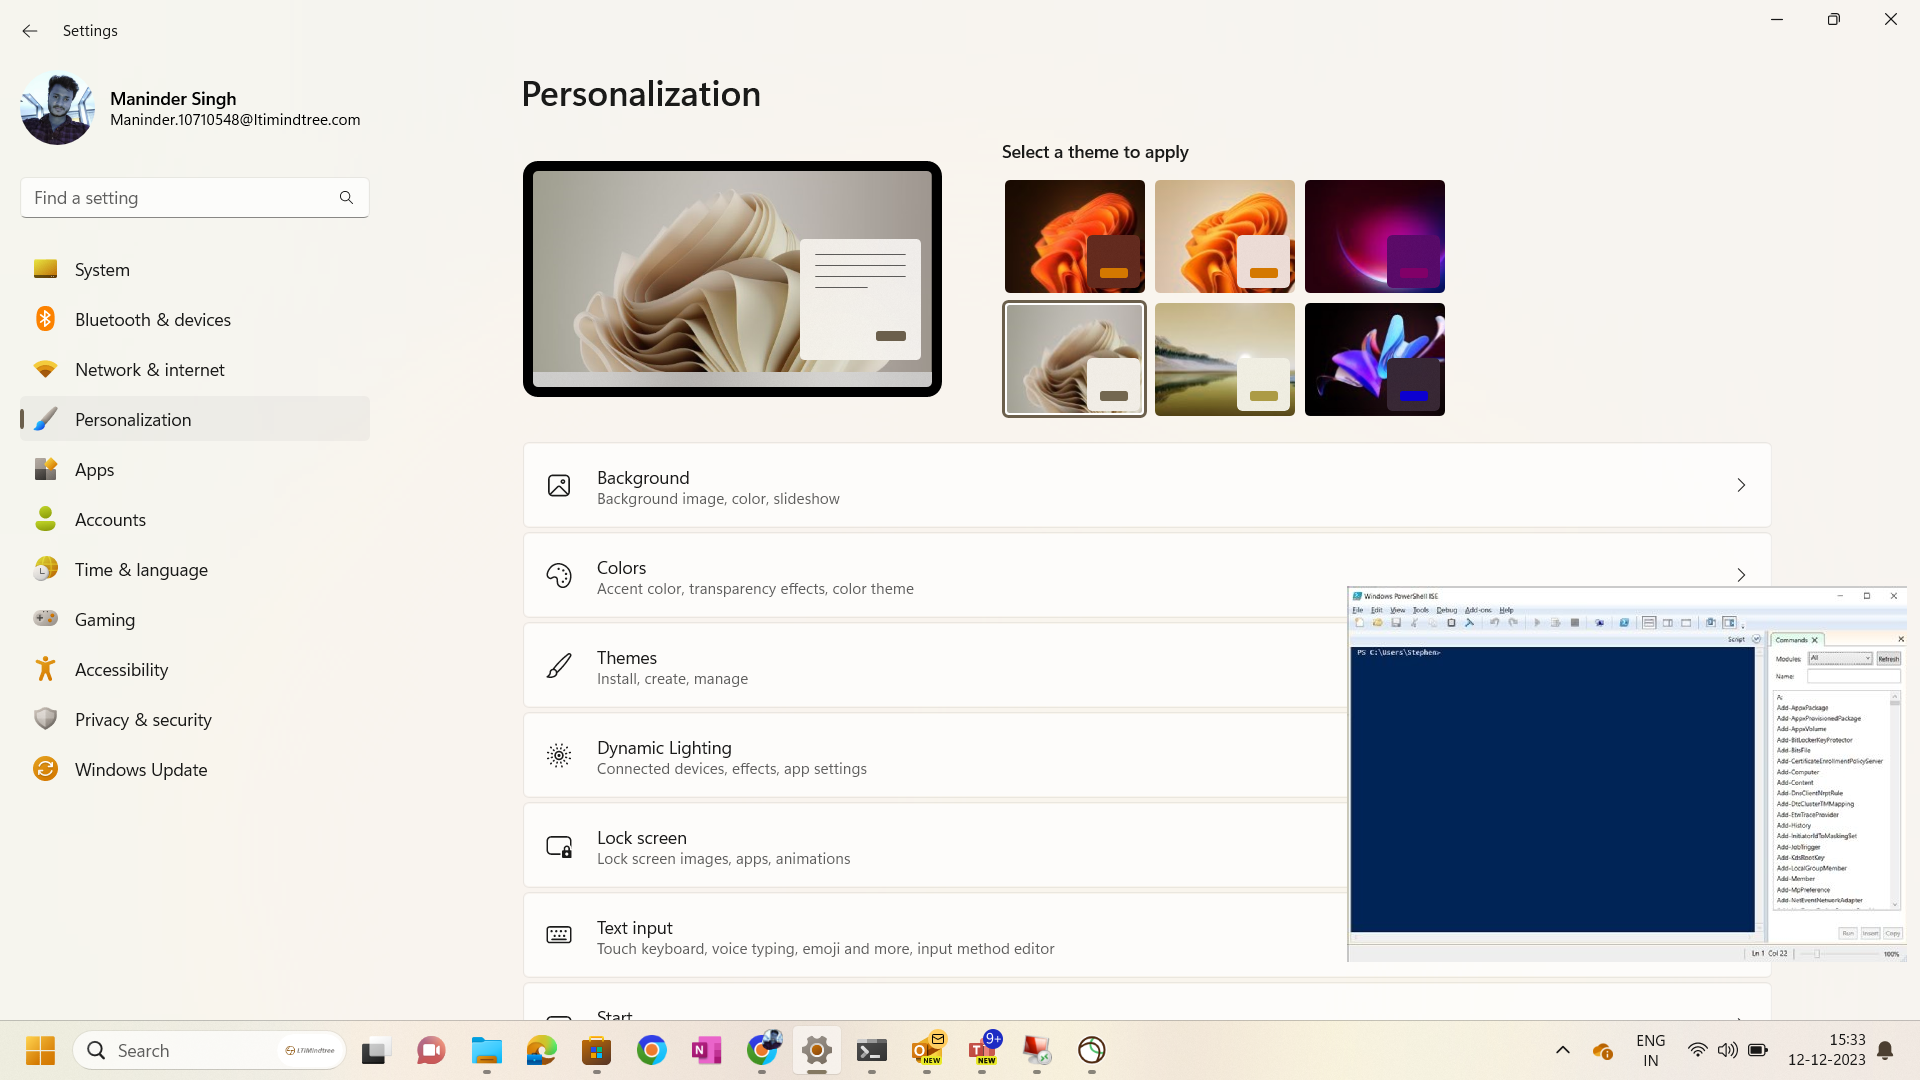 Settings
Maninder Singh
Maninder.10710548@ltimindtree.com
Find a setting
System
Bluetooth & devices
Network & internet
Personalization
Apps
Accounts
Time & language
Gaming
Accessibility
Privacy & security
Windows Update
Personalization
Select a theme to apply
Background
Background image, color, slideshow
Colors
Accent color, transparency effects, color theme
Themes
Install, create, manage
Dynamic Lighting
Connected devices, effects, app settings
Lock screen
Lock screen images, apps, animations
Text input
Touch keyboard, voice typing, emoji and more, input method editor
Start
Windows PowerShell ISE
File Edit View Tools Debug Add-ons Help
Script
PS C:\Users\Stephen>
Commands X
Modules: All Refresh
Name:
A:
Add-AppxPackage
Add-AppxProvisionedPackage
Add-AppxVolume
Add-BitLockerKeyProtector
Add-BitsFile
Add-CertificateEnrollmentPolicyServer
Add-Computer
Add-Content
Add-DnsClientNrptRule
Add-DtcClusterTMMapping
Add-EtwTraceProvider
Add-History
Add-InitiatorIdToMaskingSet
Add-JobTrigger
Add-KdsRootKey
Add-LocalGroupMember
Add-Member
Add-MpPreference
Add-NetEventNetworkAdapter
Run Insert Copy
Ln 1 Col 22 100%
Search
LTIMindtree
NEW
9+
NEW
ENG
IN
15:33
12-12-2023